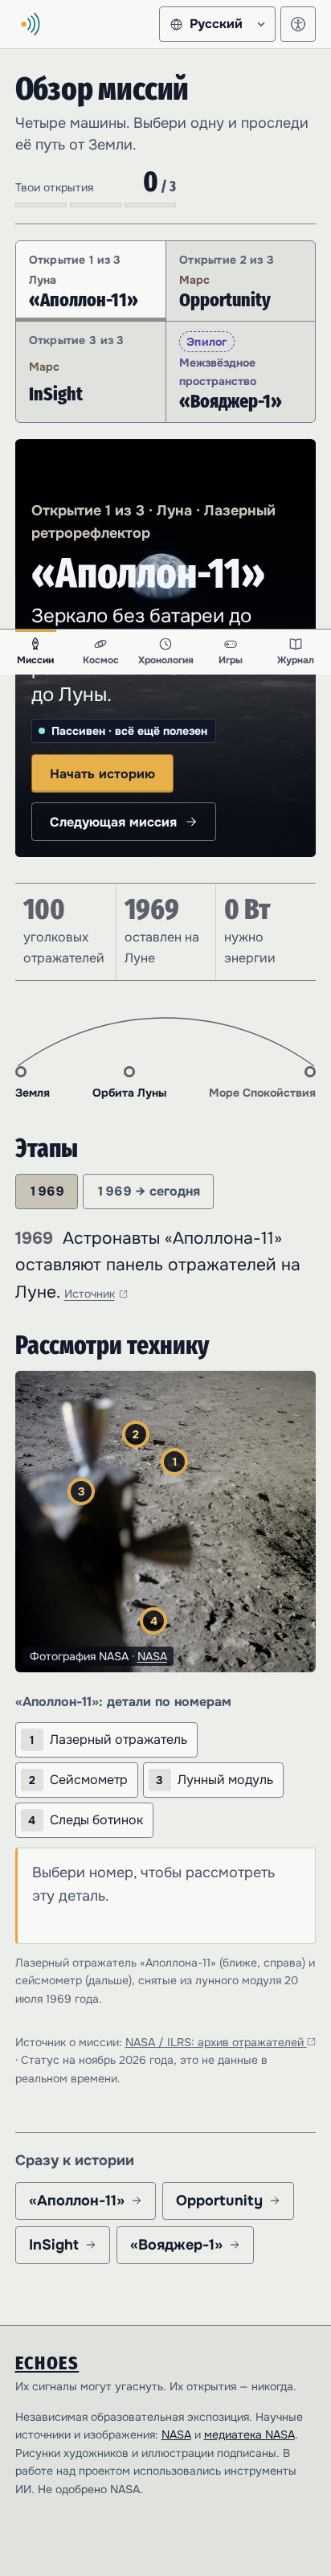 Русский
Обзор миссий
Четыре машины. Выбери одну и проследи
её путь от Земли.
Твои открытия
0 / 3
Открытие 1 из 3
Луна
«Аполлон-11»
Открытие 2 из 3
Марс
Opportunity
Открытие 3 из 3
Марс
InSight
Эпилог
Межзвёздное
пространство
«Вояджер-1»
Открытие 1 из 3 · Луна · Лазерный
ретрорефлектор
«Аполлон-11»
Зеркало без батареи до
Миссии
Космос
Хронология
Игры
Журнал
до Луны.
Пассивен · всё ещё полезен
Начать историю
Следующая миссия →
100
уголковых
отражателей
1969
оставлен на
Луне
0 Вт
нужно
энергии
Земля
Орбита Луны
Море Спокойствия
Этапы
1969
1969 → сегодня
1969 Астронавты «Аполлона-11»
оставляют панель отражателей на
Луне. Источник
Рассмотри технику
2
1
3
4
Фотография NASA · NASA
«Аполлон-11»: детали по номерам
1 Лазерный отражатель
2 Сейсмометр
3 Лунный модуль
4 Следы ботинок
Выбери номер, чтобы рассмотреть
эту деталь.
Лазерный отражатель «Аполлона-11» (ближе, справа) и
сейсмометр (дальше), снятые из лунного модуля 20
июля 1969 года.
Источник о миссии: NASA / ILRS: архив отражателей
· Статус на ноябрь 2026 года, это не данные в
реальном времени.
Сразу к истории
«Аполлон-11» →
Opportunity →
InSight →
«Вояджер-1» →
ECHOES
Их сигналы могут угаснуть. Их открытия — никогда.
Независимая образовательная экспозиция. Научные
источники и изображения: NASA и медиатека NASA.
Рисунки художников и иллюстрации подписаны. В
работе над проектом использовались инструменты
ИИ. Не одобрено NASA.